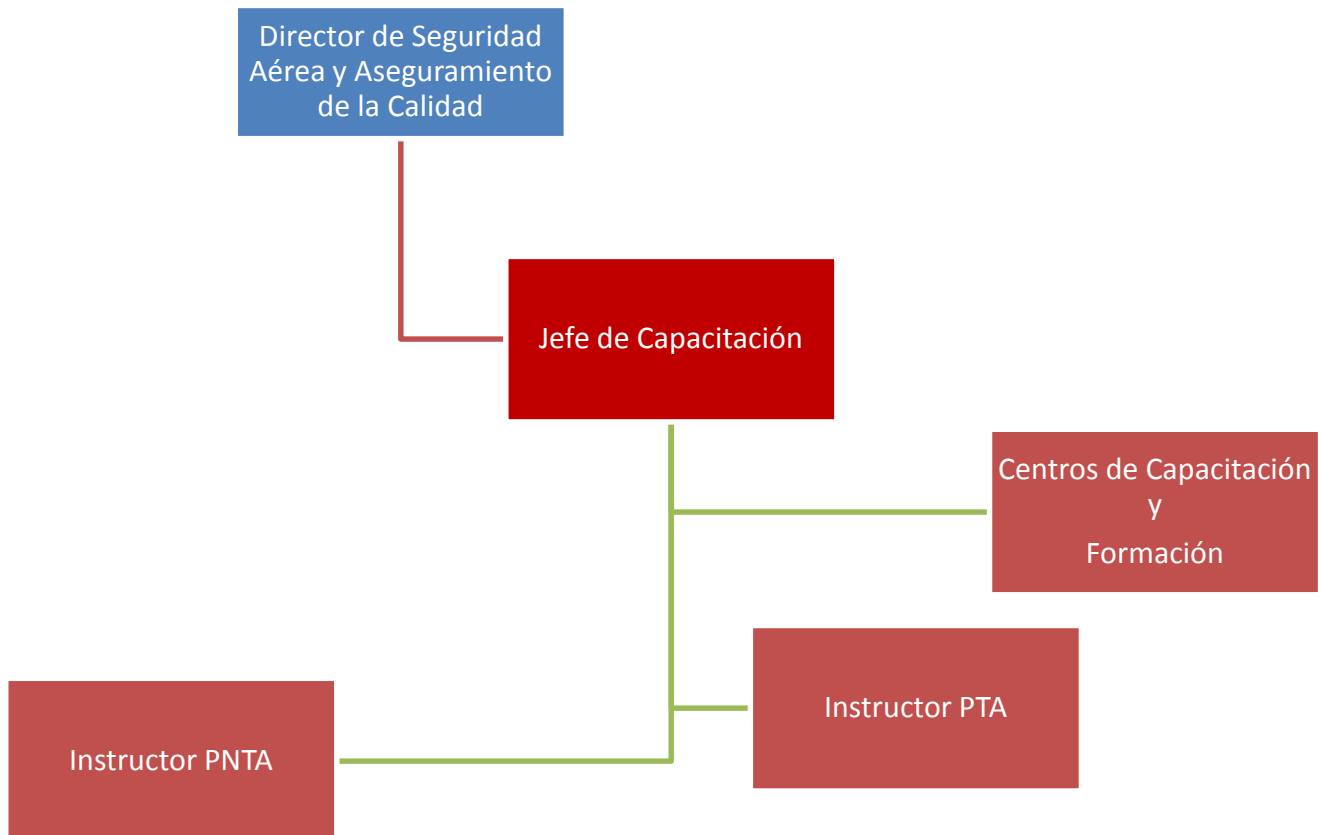 Director de Seguridad
Aérea y Aseguramiento
de la Calidad
Jefe de Capacitación
Centros de Capacitación
y
Formación
Instructor PTA
Instructor PNTA